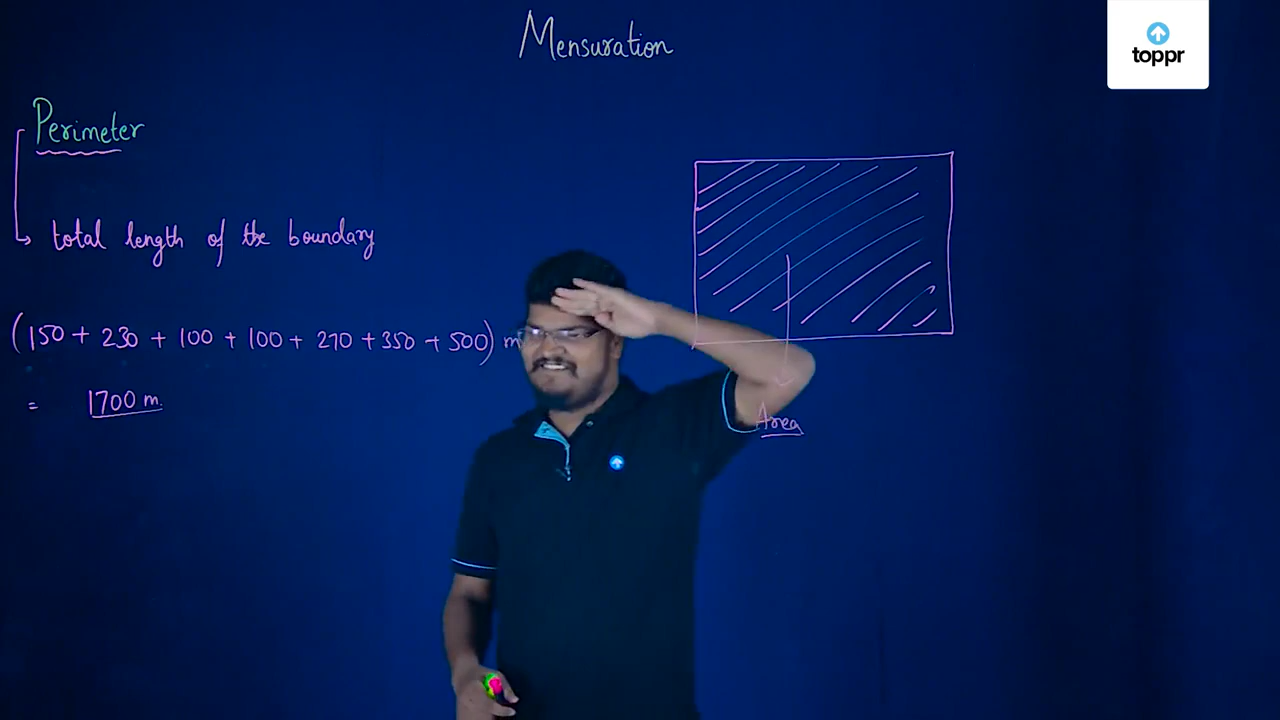 Mensuration
toppr
Perimeter
total length of the boundary
(150 + 230 + 100 + 100 + 270 + 350 + 500) m
= 1700 m.
Area